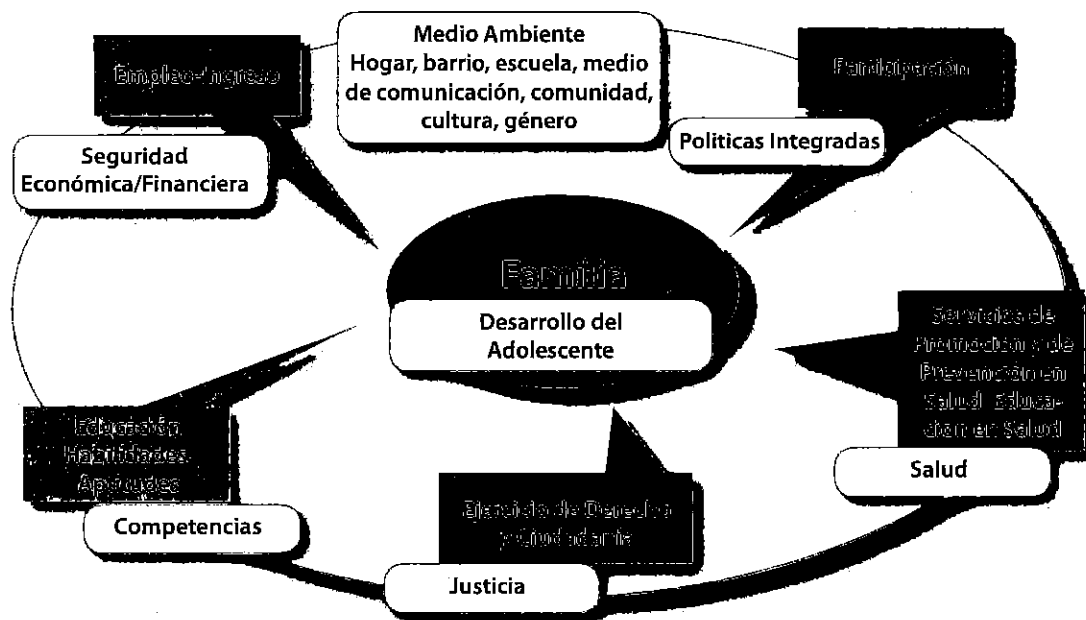 Medio Ambiente
Hogar, barrio, escuela, medio
de comunicación, comunidad,
cultura, género
Empleo-Ingreso
Participación
Seguridad
Económica/Financiera
Politicas Integradas
Familia
Desarrollo del
Adolescente
Servicios de
Promoción y de
Prevención en
Salud Educa-
cion en Salud
Salud
Educación
Habilidades
Aptitudes
Competencias
Ejercicio de Derecho
y Ciudadanía
Justicia